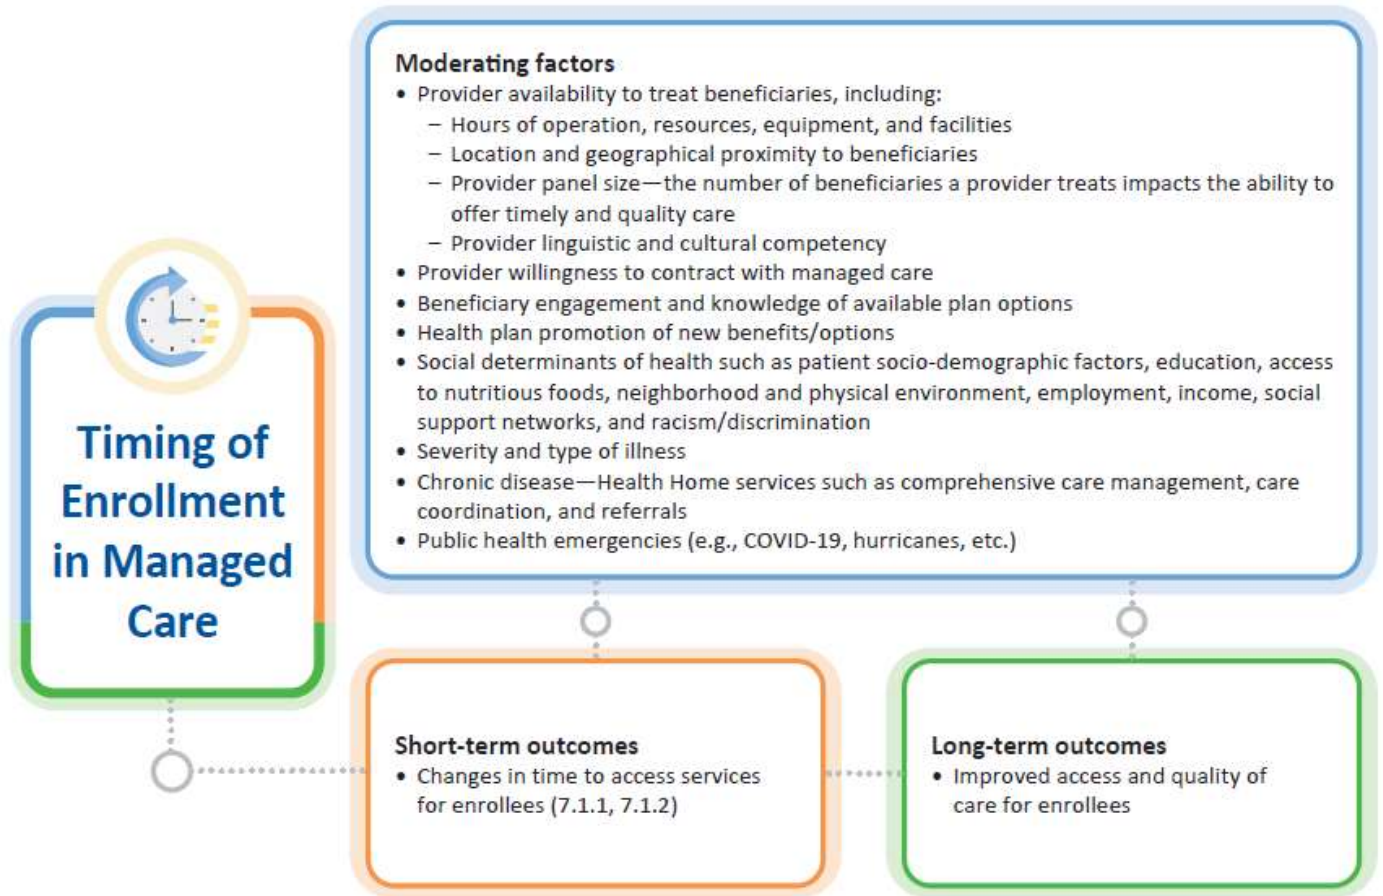 Timing of
Enrollment
in Managed
Care
Moderating factors
• Provider availability to treat beneficiaries, including:
– Hours of operation, resources, equipment, and facilities
– Location and geographical proximity to beneficiaries
– Provider panel size—the number of beneficiaries a provider treats impacts the ability to
offer timely and quality care
– Provider linguistic and cultural competency
• Provider willingness to contract with managed care
• Beneficiary engagement and knowledge of available plan options
• Health plan promotion of new benefits/options
• Social determinants of health such as patient socio-demographic factors, education, access
to nutritious foods, neighborhood and physical environment, employment, income, social
support networks, and racism/discrimination
• Severity and type of illness
• Chronic disease—Health Home services such as comprehensive care management, care
coordination, and referrals
• Public health emergencies (e.g., COVID-19, hurricanes, etc.)
Short-term outcomes
• Changes in time to access services
for enrollees (7.1.1, 7.1.2)
Long-term outcomes
• Improved access and quality of
care for enrollees